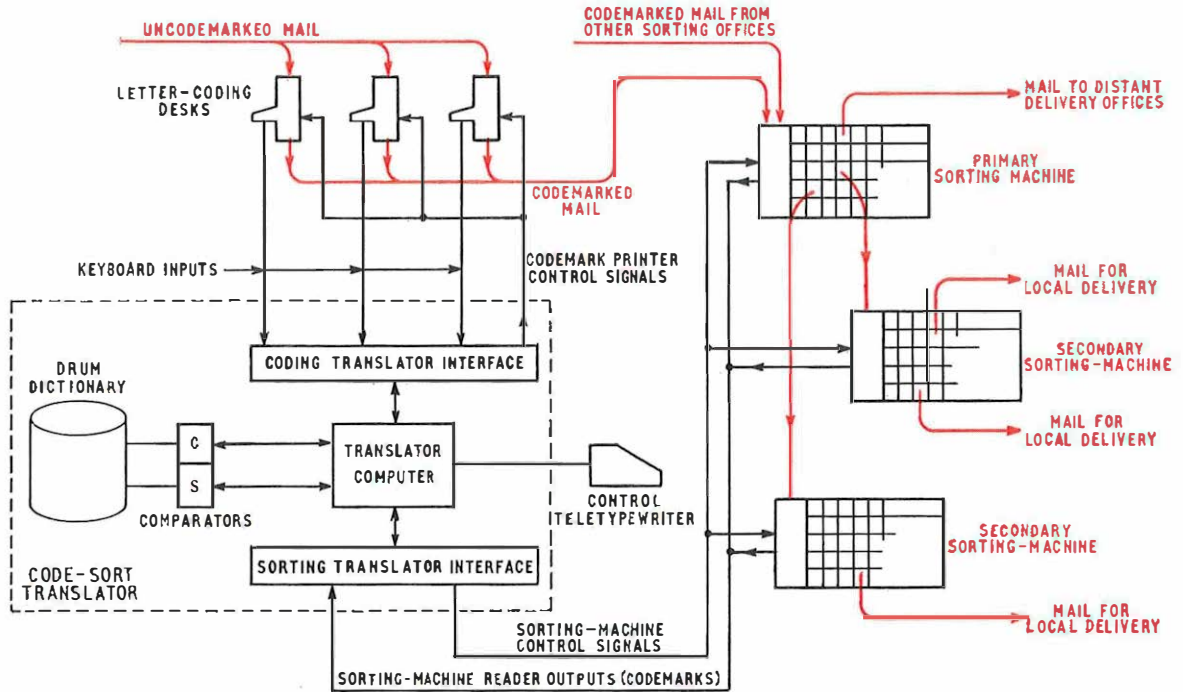 UNCODEMARKED MAIL
CODEMARKED MAIL FROM
OTHER SORTING OFFICES
LETTER-CODING
DESKS
MAIL TO DISTANT
DELIVERY OFFICES
PRIMARY
SORTING MACHINE
CODEMARKED
MAIL
KEYBOARD INPUTS
CODEMARK PRINTER
CONTROL SIGNALS
MAIL FOR
LOCAL DELIVERY
CODING TRANSLATOR INTERFACE
SECONDARY
SORTING-MACHINE
DRUM
DICTIONARY
MAIL FOR
LOCAL DELIVERY
C
S
TRANSLATOR
COMPUTER
COMPARATORS
CONTROL
TELETYPEWRITER
SECONDARY
SORTING-MACHINE
SORTING TRANSLATOR INTERFACE
CODE-SORT
TRANSLATOR
MAIL FOR
LOCAL DELIVERY
SORTING-MACHINE
CONTROL SIGNALS
SORTING-MACHINE READER OUTPUTS (CODEMARKS)